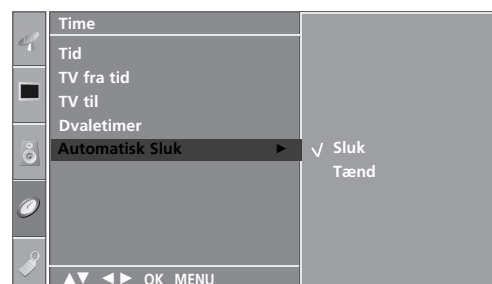 Time
Tid
TV fra tid
TV til
Dvaletimer
Automatisk Sluk ►
√ Sluk
Tænd
▲▼ ◄► OK MENU